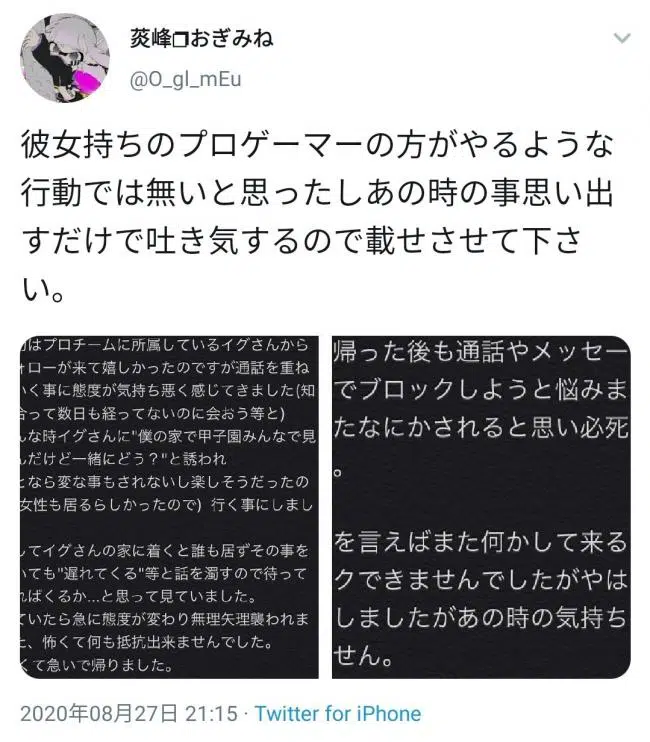 菼峰❒おぎみね
@O_gI_mEu
彼女持ちのプロゲーマーの方がやるような
行動では無いと思ったしあの時の事思い出
すだけで吐き気するので載せさせて下さ
い。
はプロチームに所属しているイグさんから
ォローが来て嬉しかったのですが通話を重ね
いく事に態度が気持ち悪く感じてきました(知
合って数日も経ってないのに会おう等と)
な時イグさんに"僕の家で甲子園みんなで見
んだけど一緒にどう？"と誘われ
となら変な事もされないし楽しそうだったの
女性も居るらしかったので）行く事にしまし
してイグさんの家に着くと誰も居ずその事を
いても"遅れてくる"等と話を濁すので待って
ればくるか...と思って見ていました。
ていたら急に態度が変わり無理矢理襲われま
た、怖くて何も抵抗出来ませんでした。
くて急いで帰りました。
帰った後も通話やメッセー
でブロックしようと悩みま
たなにかされると思い必死
。
を言えばまた何かして来る
クできませんでしたがやは
しましたがあの時の気持ち
せん。
2020年08月27日 21:15 · Twitter for iPhone